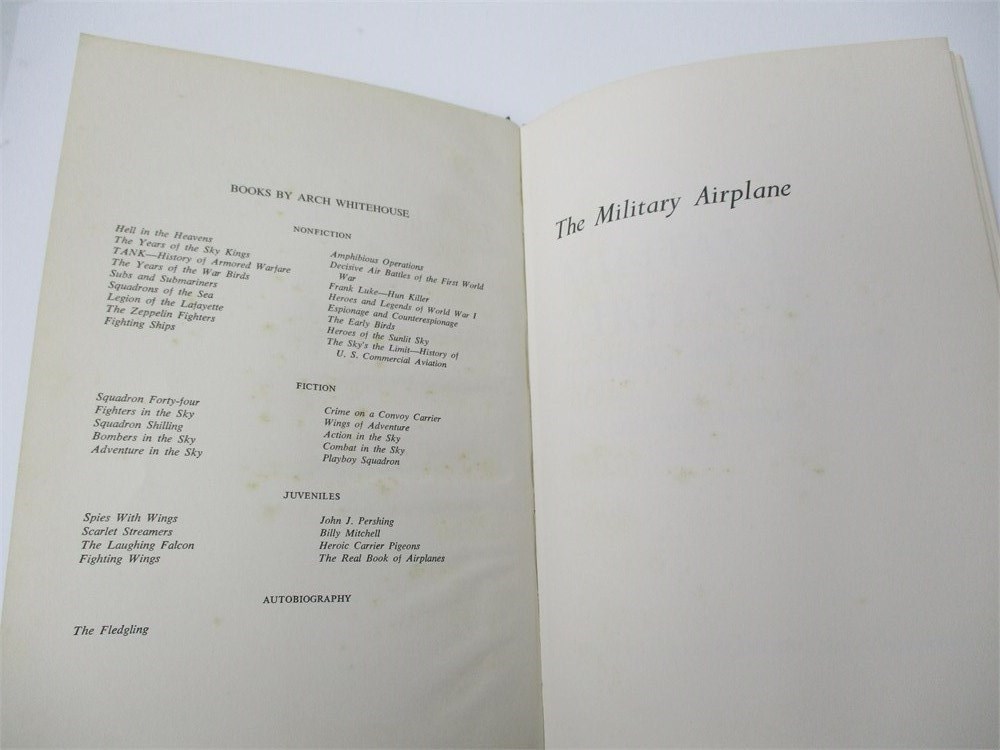 BOOKS BY ARCH WHITEHOUSE
NONFICTION
Hell in the Heavens
The Years of the Sky Kings
TANK—History of Armored Warfare
The Years of the War Birds
Subs and Submariners
Squadrons of the Sea
Legion of the Lafayette
The Zeppelin Fighters
Fighting Ships
Amphibious Operations
Decisive Air Battles of the First World
War
Frank Luke—Hun Killer
Heroes and Legends of World War I
Espionage and Counterespionage
The Early Birds
Heroes of the Sunlit Sky
The Sky's the Limit—History of
U. S. Commercial Aviation
FICTION
Squadron Forty-four
Fighters in the Sky
Squadron Shilling
Bombers in the Sky
Adventure in the Sky
Crime on a Convoy Carrier
Wings of Adventure
Action in the Sky
Combat in the Sky
Playboy Squadron
JUVENILES
Spies With Wings
Scarlet Streamers
The Laughing Falcon
Fighting Wings
John J. Pershing
Billy Mitchell
Heroic Carrier Pigeons
The Real Book of Airplanes
AUTOBIOGRAPHY
The Fledgling
The Military Airplane